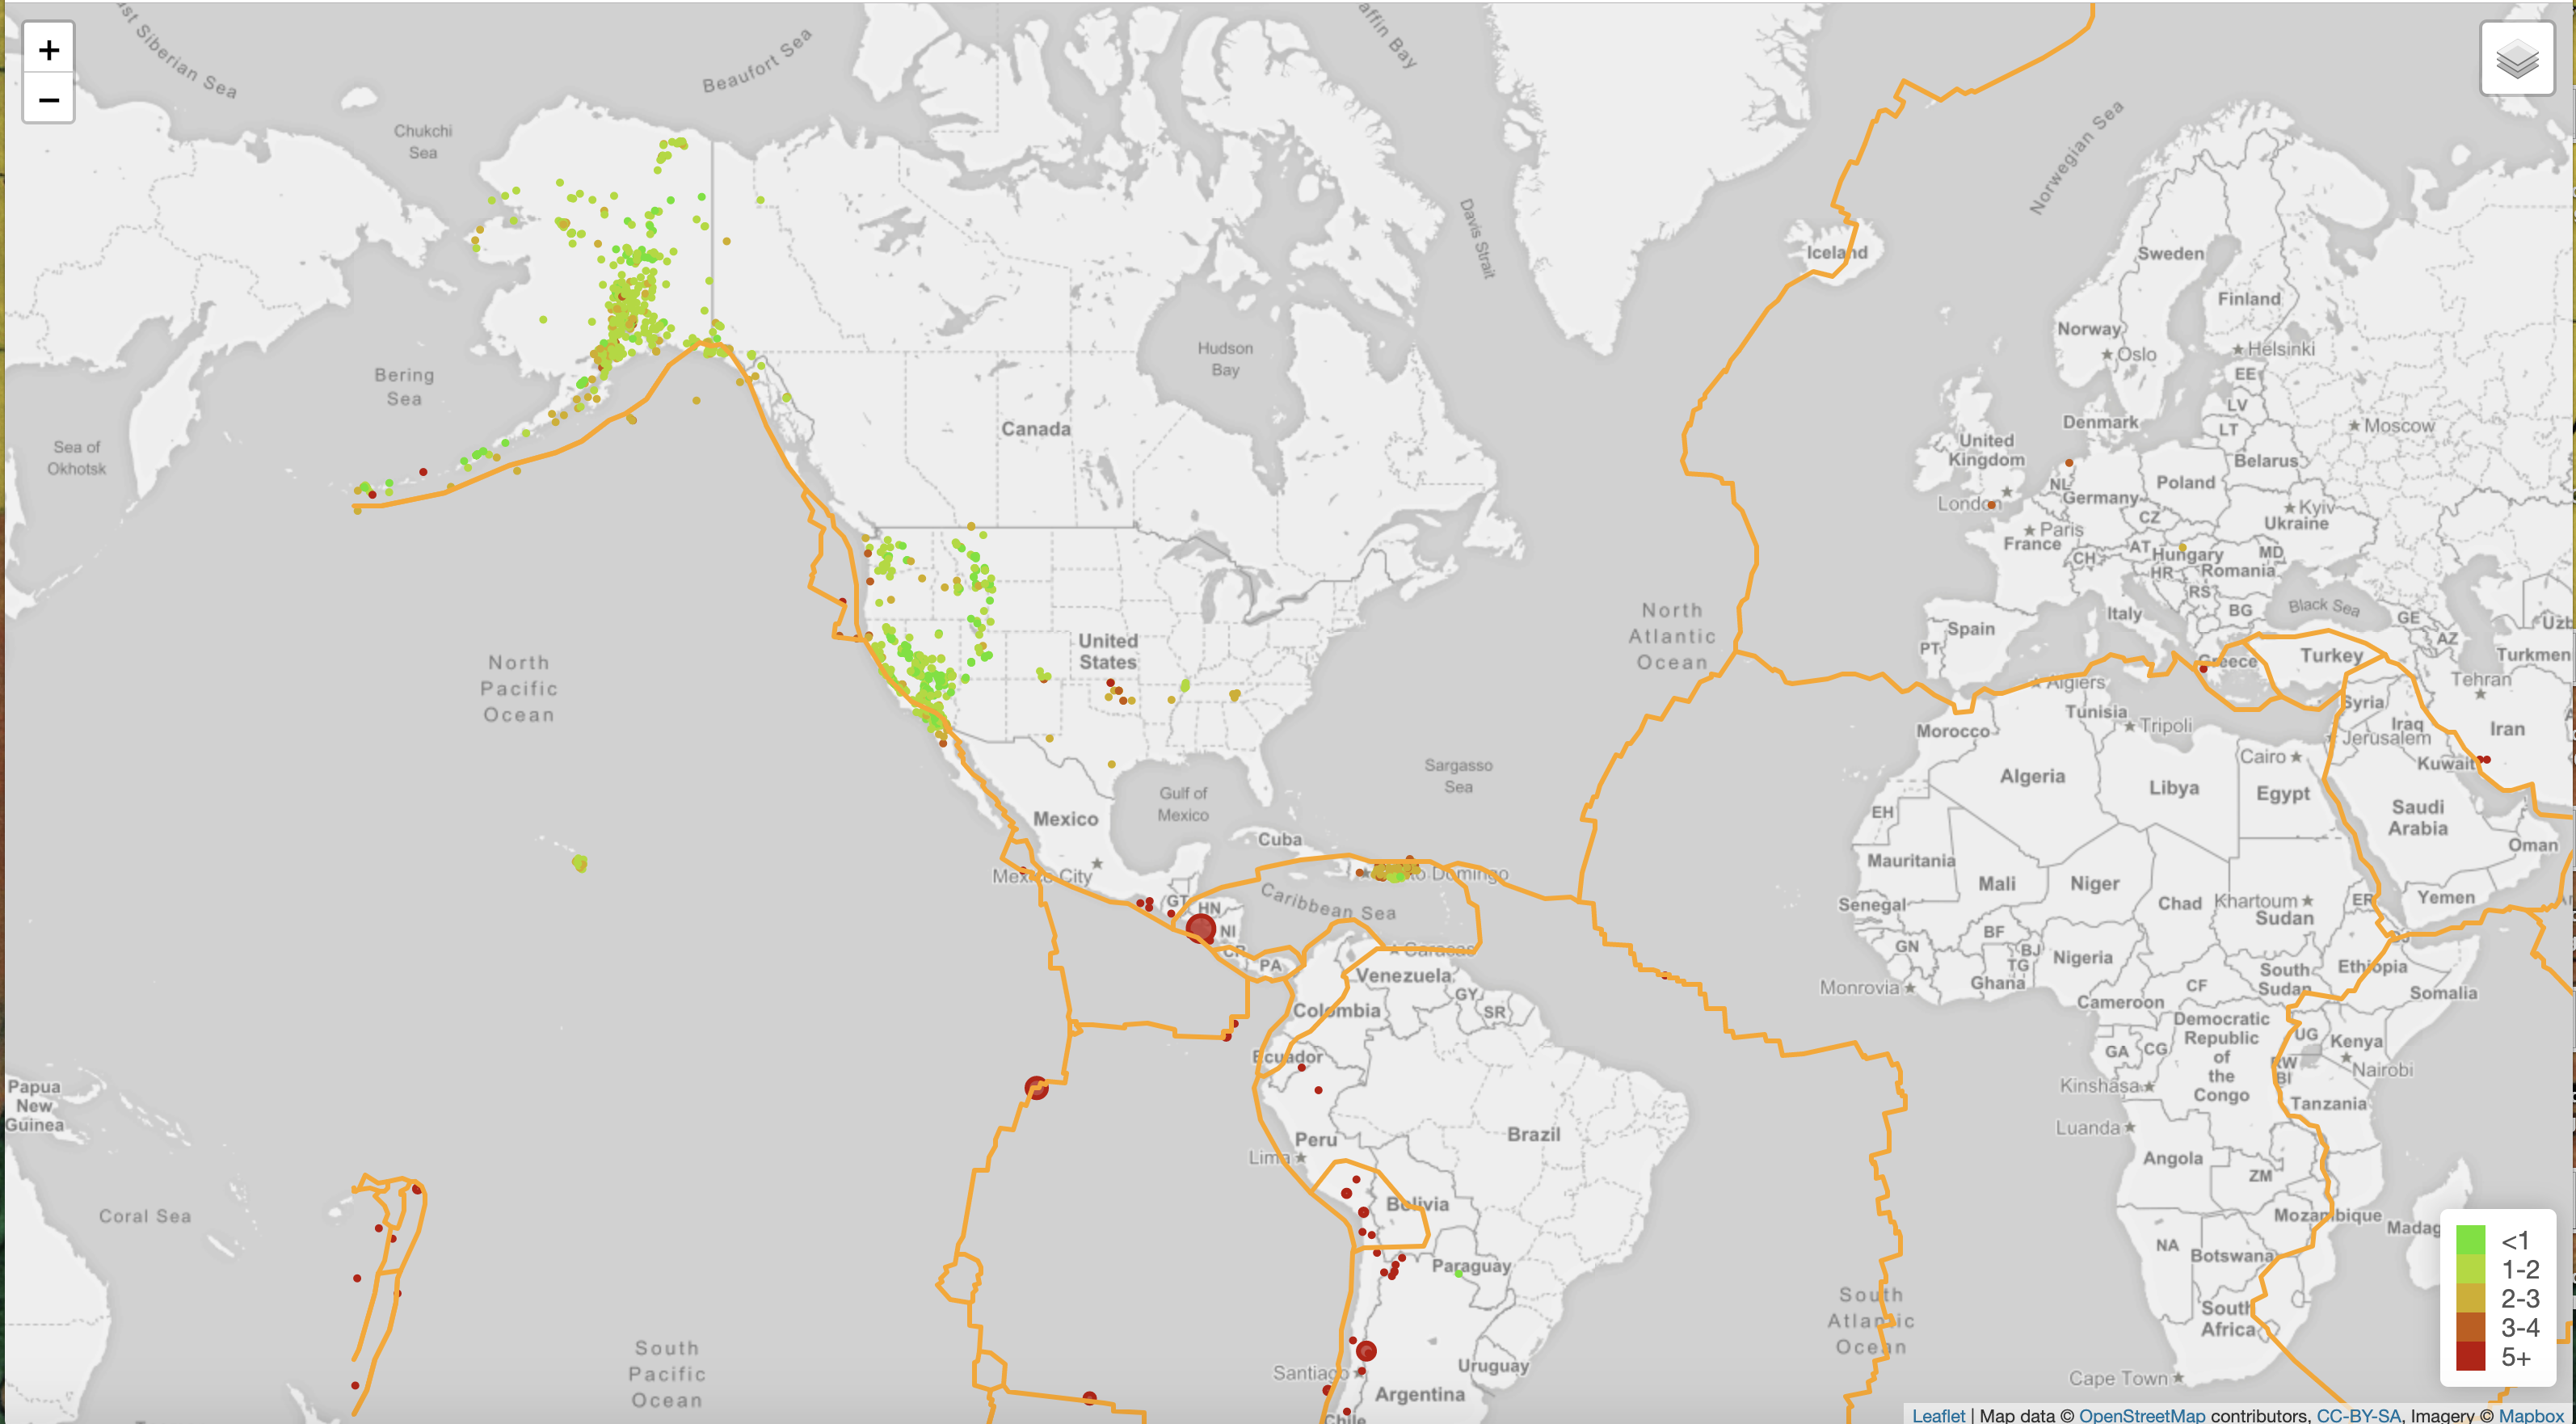 +
−
st Siberian Sea
Beaufort Sea
affin Bay
Chukchi
Sea
Norwegian Sea
Davis Strait
Iceland
Sweden
Finland
Norway
Oslo
Helsinki
Hudson
Bay
EE
Bering
Sea
LV
Denmark
LT
Moscow
Canada
United
Kingdom
Sea of
Okhotsk
Belarus
NL
Poland
Germany
London
Kyiv
CZ
Ukraine
Paris
France
AT
Hungary
MD
CH
HR
Romania
RS
North
Atlantic
Ocean
Italy
BG
Black Sea
GE
Uzb
Spain
AZ
United
States
PT
Greece
Turkey
Turkmen
North
Pacific
Ocean
Algiers
Tehran
Tunisia
Syria
Tripoli
Iraq
Iran
Morocco
Jerusalem
Cairo
Kuwait
Sargasso
Sea
Algeria
Libya
Egypt
Gulf of
Mexico
Saudi
Arabia
Mexico
EH
Cuba
Oman
Mexico City
to Domingo
Mauritania
Mali
Niger
Caribbean Sea
GT
HN
Senegal
Chad
Khartoum
Sudan
ER
Yemen
NI
BF
DJ
CR
Caracas
GN
BJ
TG
Nigeria
PA
Venezuela
South
Sudan
Ethiopia
Monrovia
Ghana
CF
Somalia
GY
Cameroon
Colombia
SR
Democratic
Republic
of
the
Congo
UG
Kenya
GA
CG
Ecuador
RW
BI
Nairobi
Papua
New
Guinea
Kinshasa
Tanzania
Luanda
Peru
Brazil
Lima
Angola
ZM
Bolivia
Coral Sea
Mozambique
Madag
NA
Botswana
Paraguay
South
Atlantic
Ocean
South
Africa
South
Pacific
Ocean
Santiago
Uruguay
Cape Town
Argentina
Chile
<1
1-2
2-3
3-4
5+
Leaflet | Map data © OpenStreetMap contributors, CC-BY-SA, Imagery © Mapbox